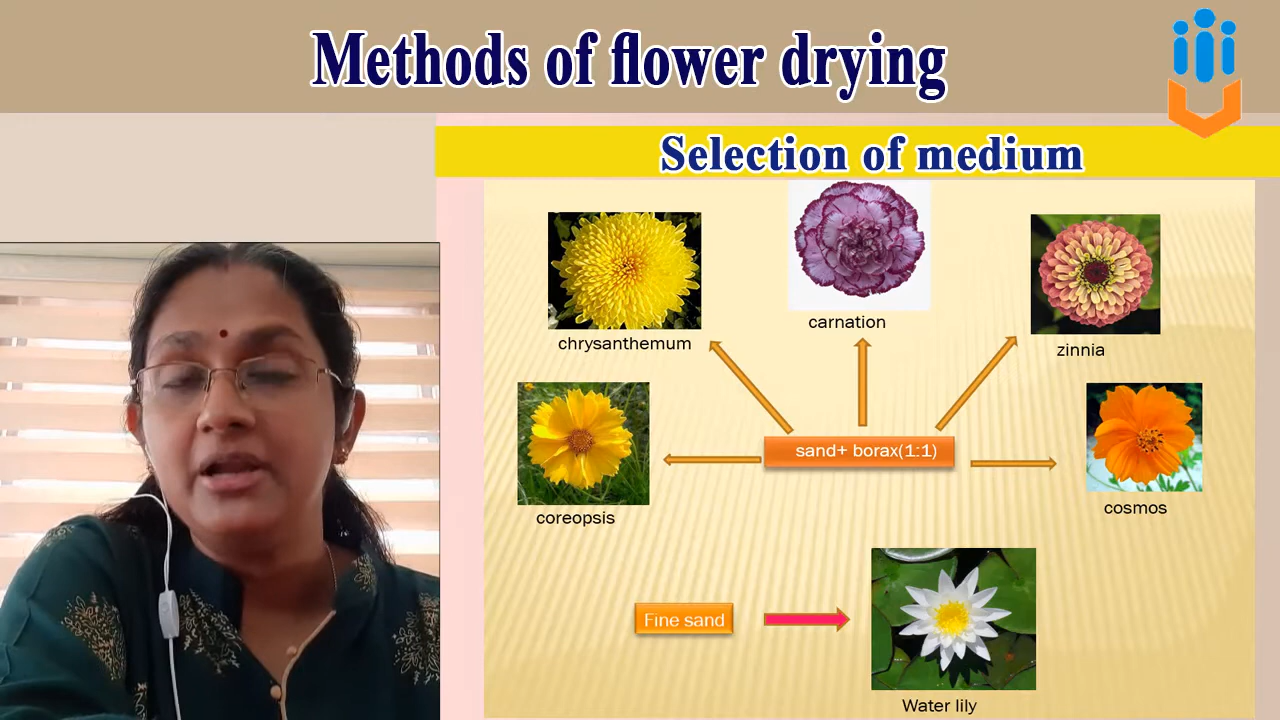 Methods of flower drying
Selection of medium
chrysanthemum
carnation
zinnia
sand+ borax(1:1)
coreopsis
cosmos
Fine sand
Water lily